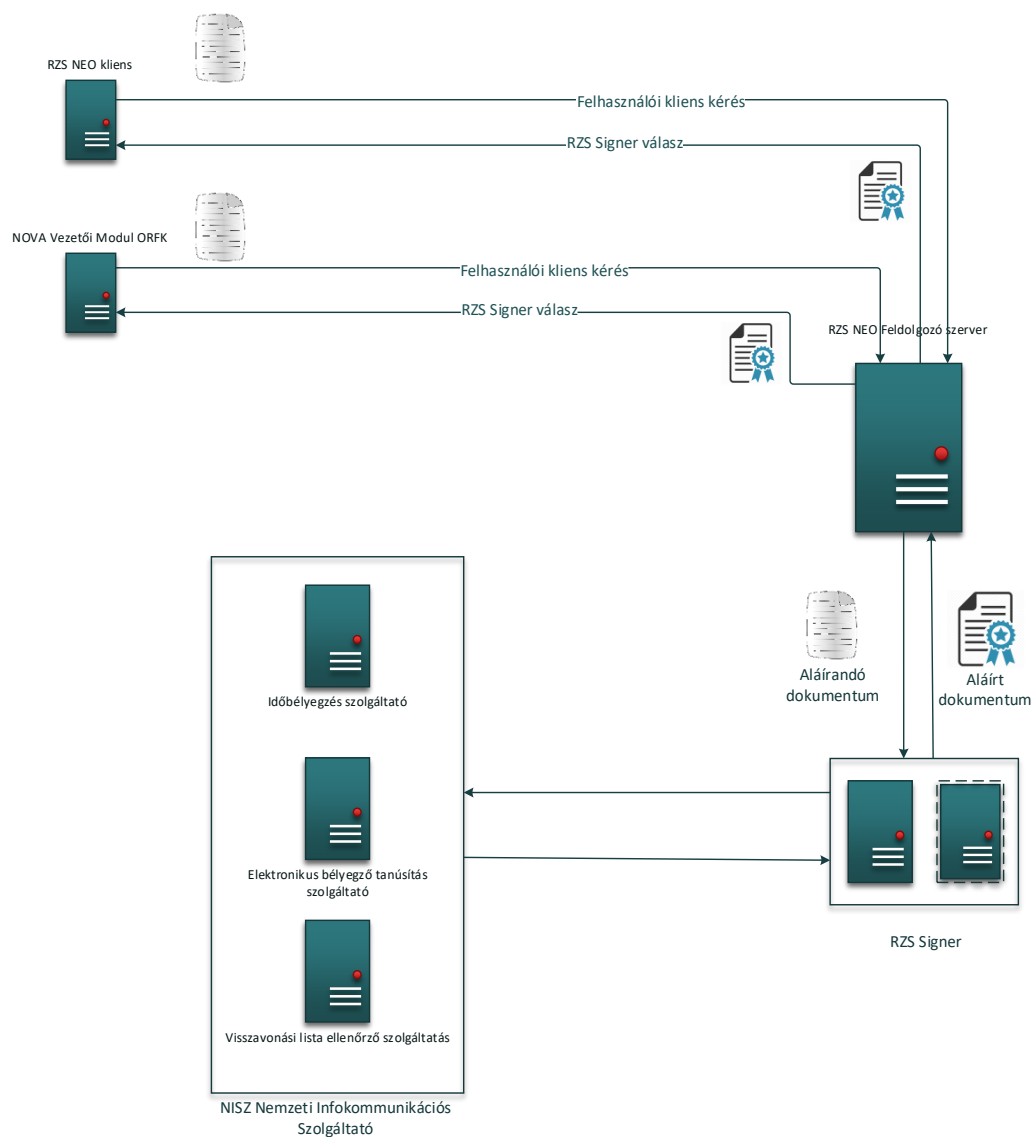 RZS NEO kliens
Felhasználói kliens kérés
RZS Signer válasz
NOVA Vezetői Modul ORFK
Felhasználói kliens kérés
RZS Signer válasz
RZS NEO Feldolgozó szerver
Aláírandó
dokumentum
Aláírt
dokumentum
Időbélyegzés szolgáltató
Elektronikus bélyegző tanúsítás
szolgáltató
Visszavonási lista ellenőrző szolgáltatás
RZS Signer
NISZ Nemzeti Infokommunikációs
Szolgáltató